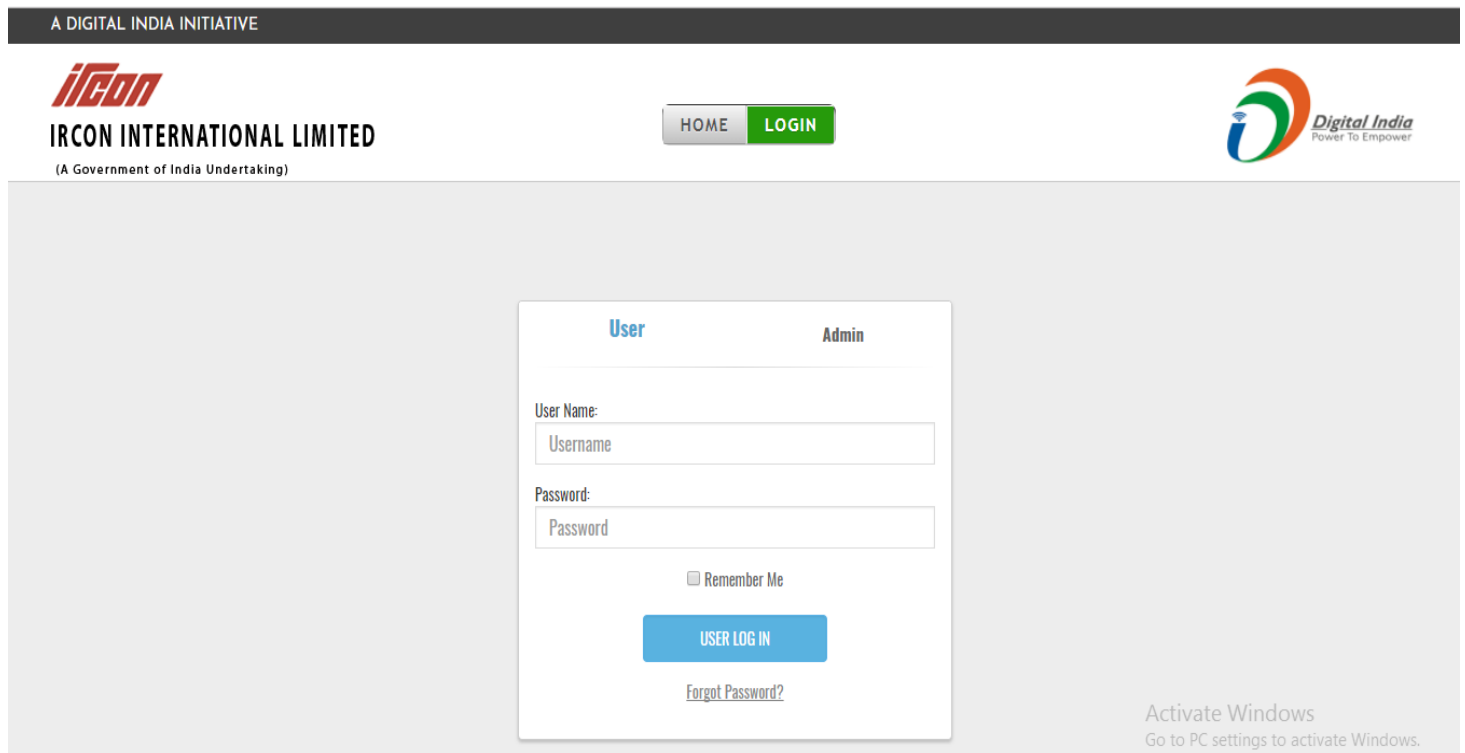 A DIGITAL INDIA INITIATIVE
ircon
IRCON INTERNATIONAL LIMITED
(A Government of India Undertaking)
HOME LOGIN
Digital India
Power To Empower
User Admin
User Name:
Username
Password:
Password
Remember Me
USER LOG IN
Forgot Password?
Activate Windows
Go to PC settings to activate Windows.